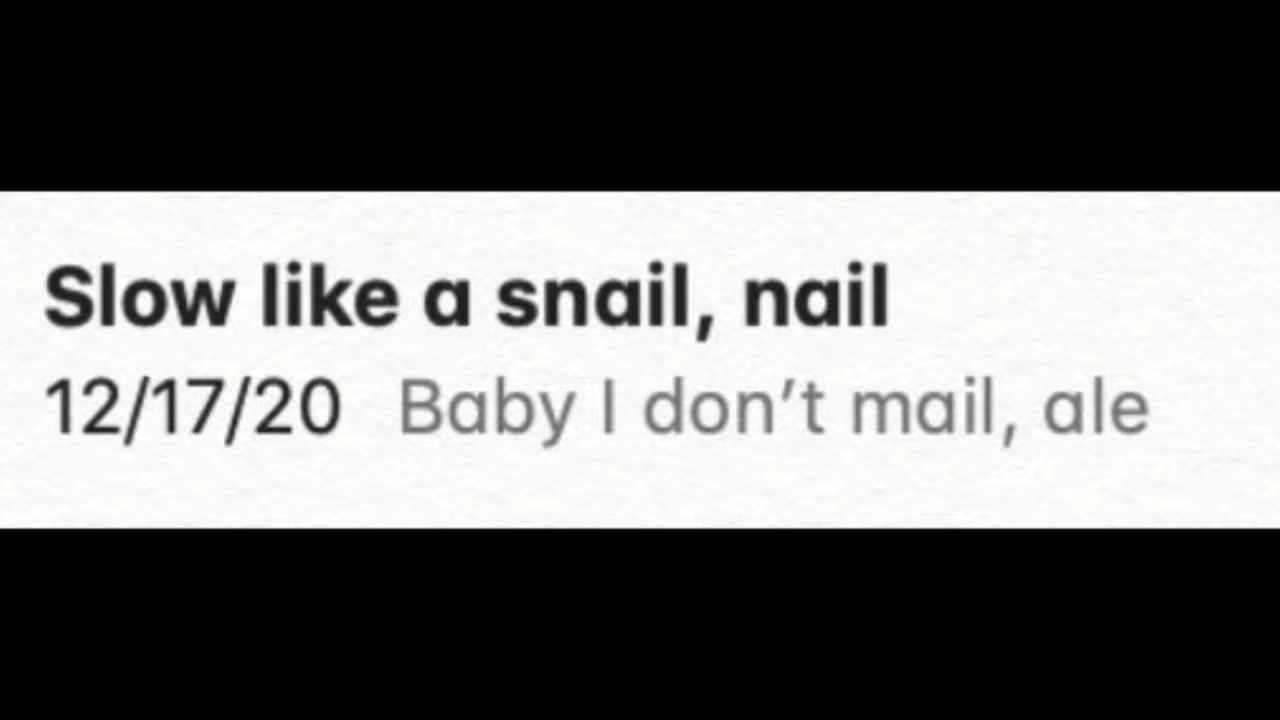 Slow like a snail, nail
12/17/20 Baby I don’t mail, ale